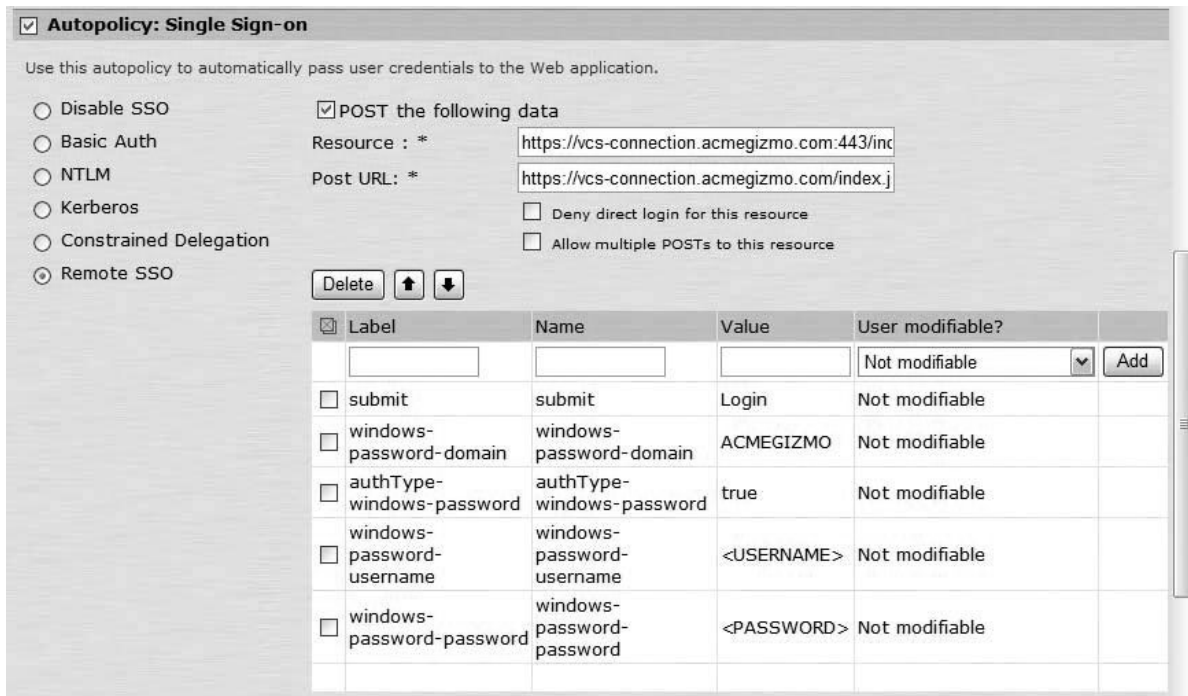 Autopolicy: Single Sign-on
Use this autopolicy to automatically pass user credentials to the Web application.
Disable SSO
Basic Auth
NTLM
Kerberos
Constrained Delegation
Remote SSO
POST the following data
Resource : *
https://vcs-connection.acmegizmo.com:443/inc
Post URL: *
https://vcs-connection.acmegizmo.com/index.j
Deny direct login for this resource
Allow multiple POSTs to this resource
Delete
Label Name Value User modifiable?
Not modifiable Add
submit submit Login Not modifiable
windows-
password-domain
windows-
password-domain
ACMEGIZMO Not modifiable
authType-
windows-password
authType-
windows-password
true Not modifiable
windows-
password-
username
windows-
password-
username
<USERNAME> Not modifiable
windows-
password-password
windows-
password-
password
<PASSWORD> Not modifiable